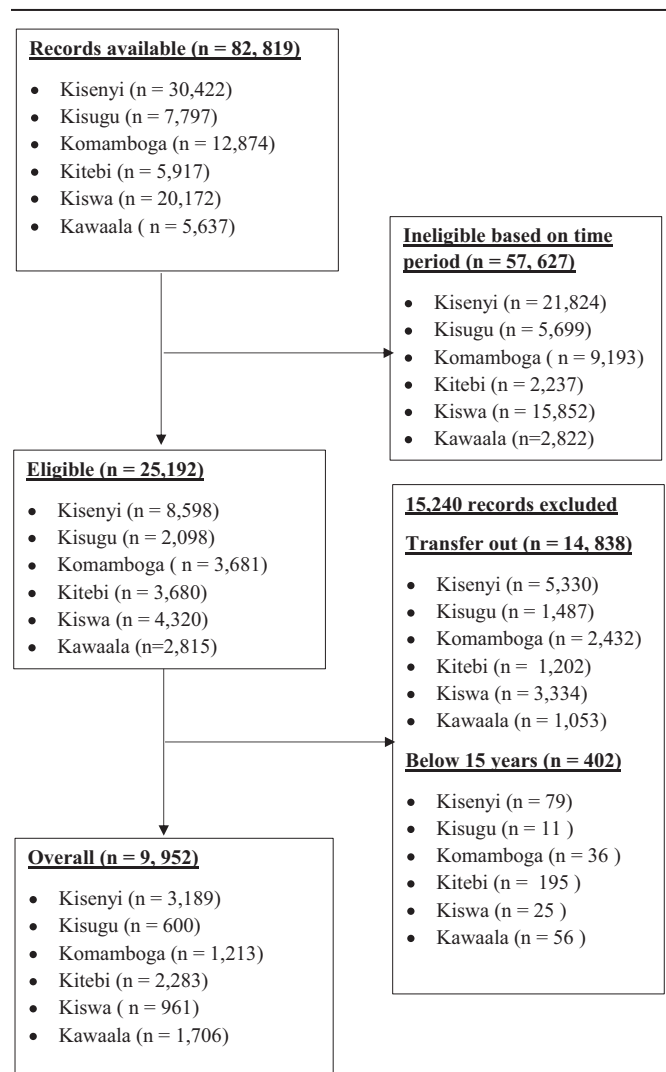 Records available (n = 82, 819)
• Kisenyi (n = 30,422)
• Kisugu (n = 7,797)
• Komamboga (n = 12,874)
• Kitebi (n = 5,917)
• Kiswa (n = 20,172)
• Kawaala ( n = 5,637)
Ineligible based on time
period (n = 57, 627)
• Kisenyi (n = 21,824)
• Kisugu (n = 5,699)
• Komamboga ( n = 9,193)
• Kitebi (n = 2,237)
• Kiswa (n = 15,852)
• Kawaala (n=2,822)
Eligible (n = 25,192)
• Kisenyi (n = 8,598)
• Kisugu (n = 2,098)
• Komamboga ( n = 3,681)
• Kitebi (n = 3,680)
• Kiswa (n = 4,320)
• Kawaala (n=2,815)
15,240 records excluded
Transfer out (n = 14, 838)
• Kisenyi (n = 5,330)
• Kisugu (n = 1,487)
• Komamboga (n = 2,432)
• Kitebi (n = 1,202)
• Kiswa (n = 3,334)
• Kawaala (n = 1,053)
Below 15 years (n = 402)
• Kisenyi (n = 79)
• Kisugu (n = 11 )
• Komamboga (n = 36 )
• Kitebi (n = 195 )
• Kiswa (n = 25 )
• Kawaala (n = 56 )
Overall (n = 9, 952)
• Kisenyi (n = 3,189)
• Kisugu (n = 600)
• Komamboga (n = 1,213)
• Kitebi (n = 2,283)
• Kiswa ( n = 961)
• Kawaala (n = 1,706)